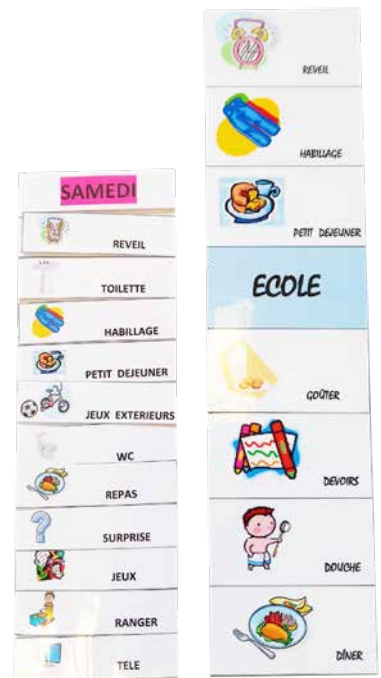 SAMEDI
REVEIL
TOILETTE
HABILLAGE
PETIT DEJEUNER
JEUX EXTERIEURS
WC
REPAS
SURPRISE
JEUX
RANGER
TELE
REVEIL
HABILLAGE
PETIT DEJEUNER
ECOLE
GOÛTER
DEVOIRS
DOUCHE
DÎNER